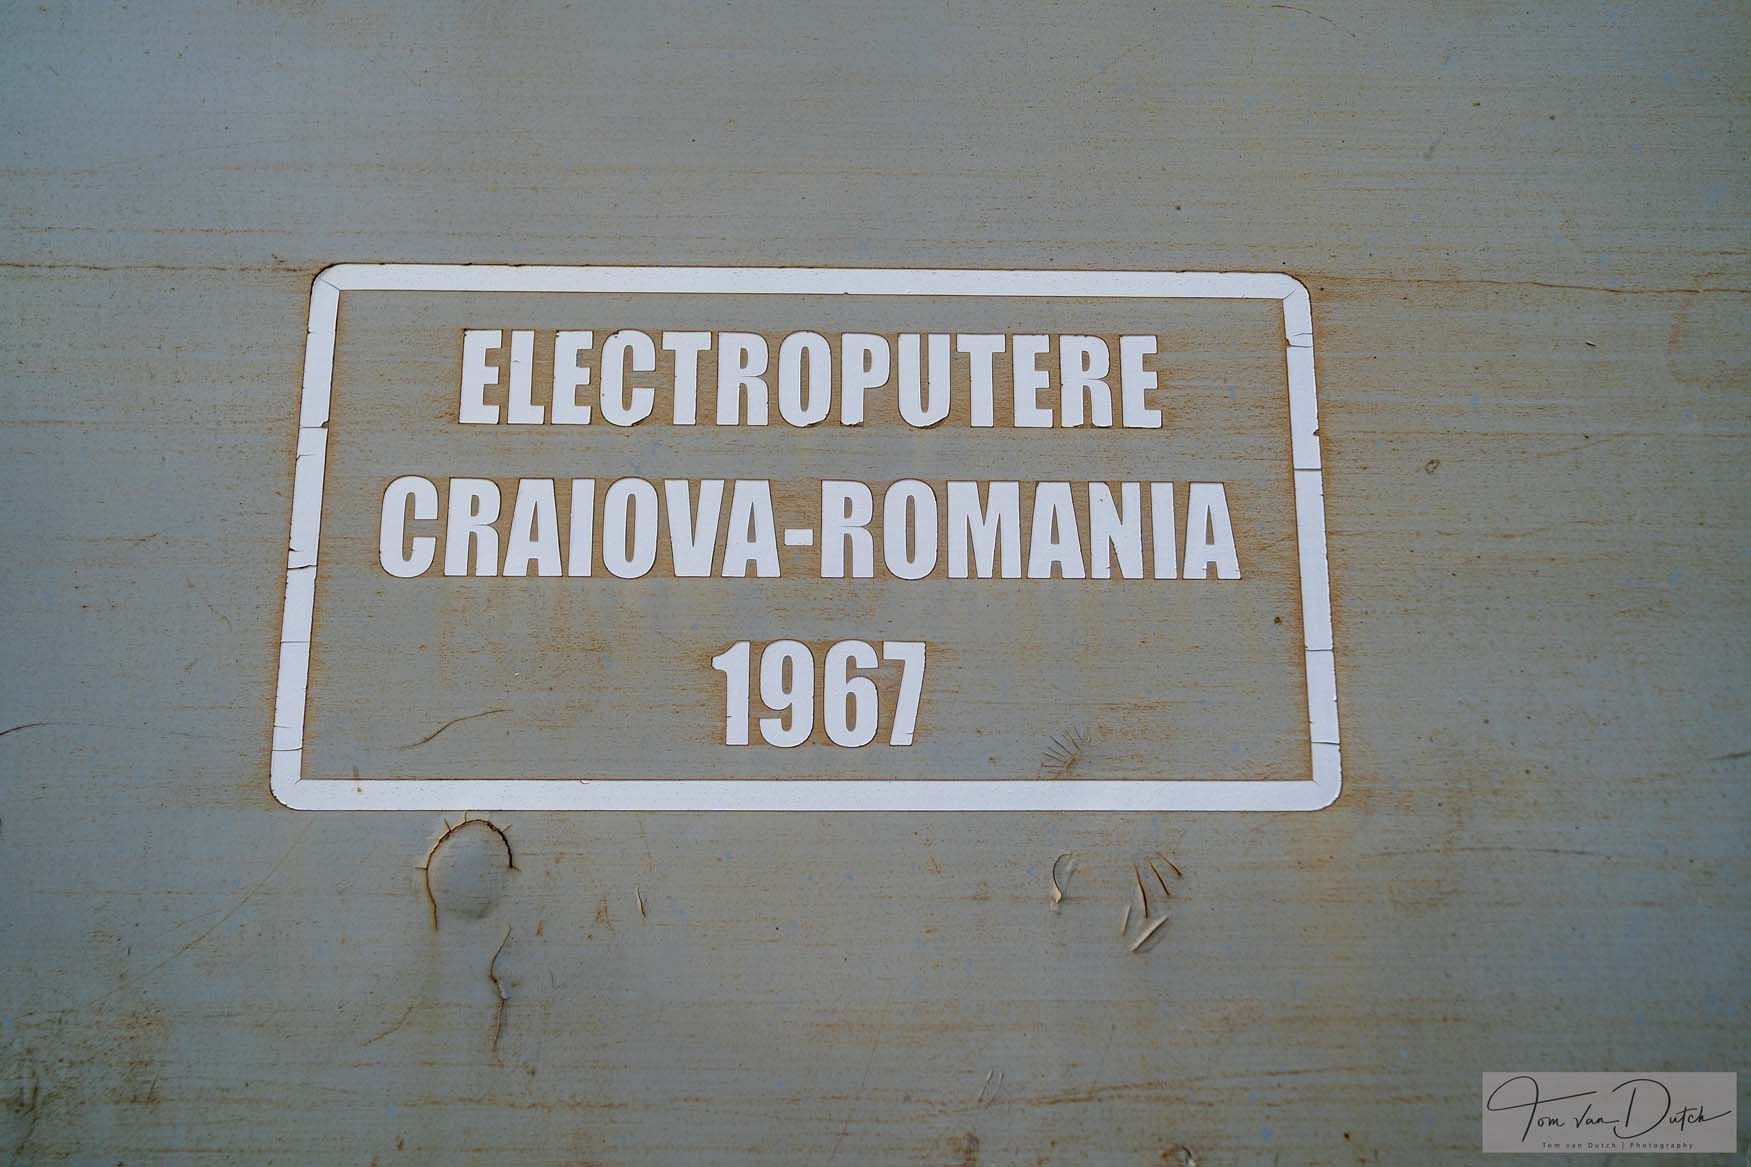 ELECTROPUTERE
CRAIOVA-ROMANIA
1967
Tom van Dutch
Tom van Dutch | Photography